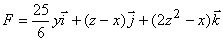 F = 25/6 yi⃗ + (z − x)j⃗ + (2z² − x)k⃗